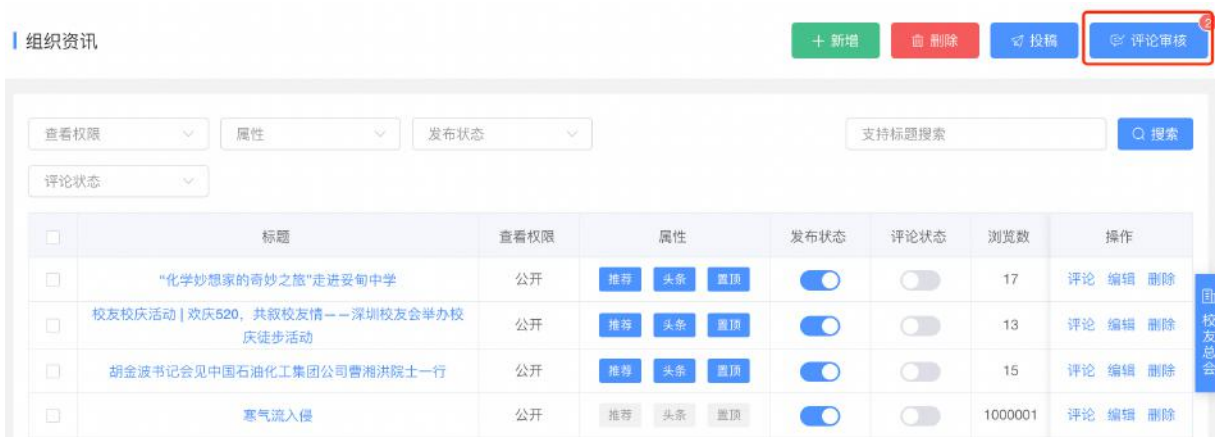 组织资讯
新增
删除
投稿
评论审核
2
查看权限
属性
发布状态
支持标题搜索
搜索
评论状态
标题 查看权限 属性 发布状态 评论状态 浏览数 操作
“化学妙想家的奇妙之旅”走进妥甸中学 公开 推荐 头条 置顶 17 评论 编辑 删除
校友校庆活动 | 欢庆520，共叙校友情——深圳校友会举办校
庆徒步活动 公开 推荐 头条 置顶 13 评论 编辑 删除
胡金波书记会见中国石油化工集团公司曹湘洪院士一行 公开 推荐 头条 置顶 15 评论 编辑 删除
寒气流入侵 公开 推荐 头条 置顶 1000001 评论 编辑 删除
校友总会